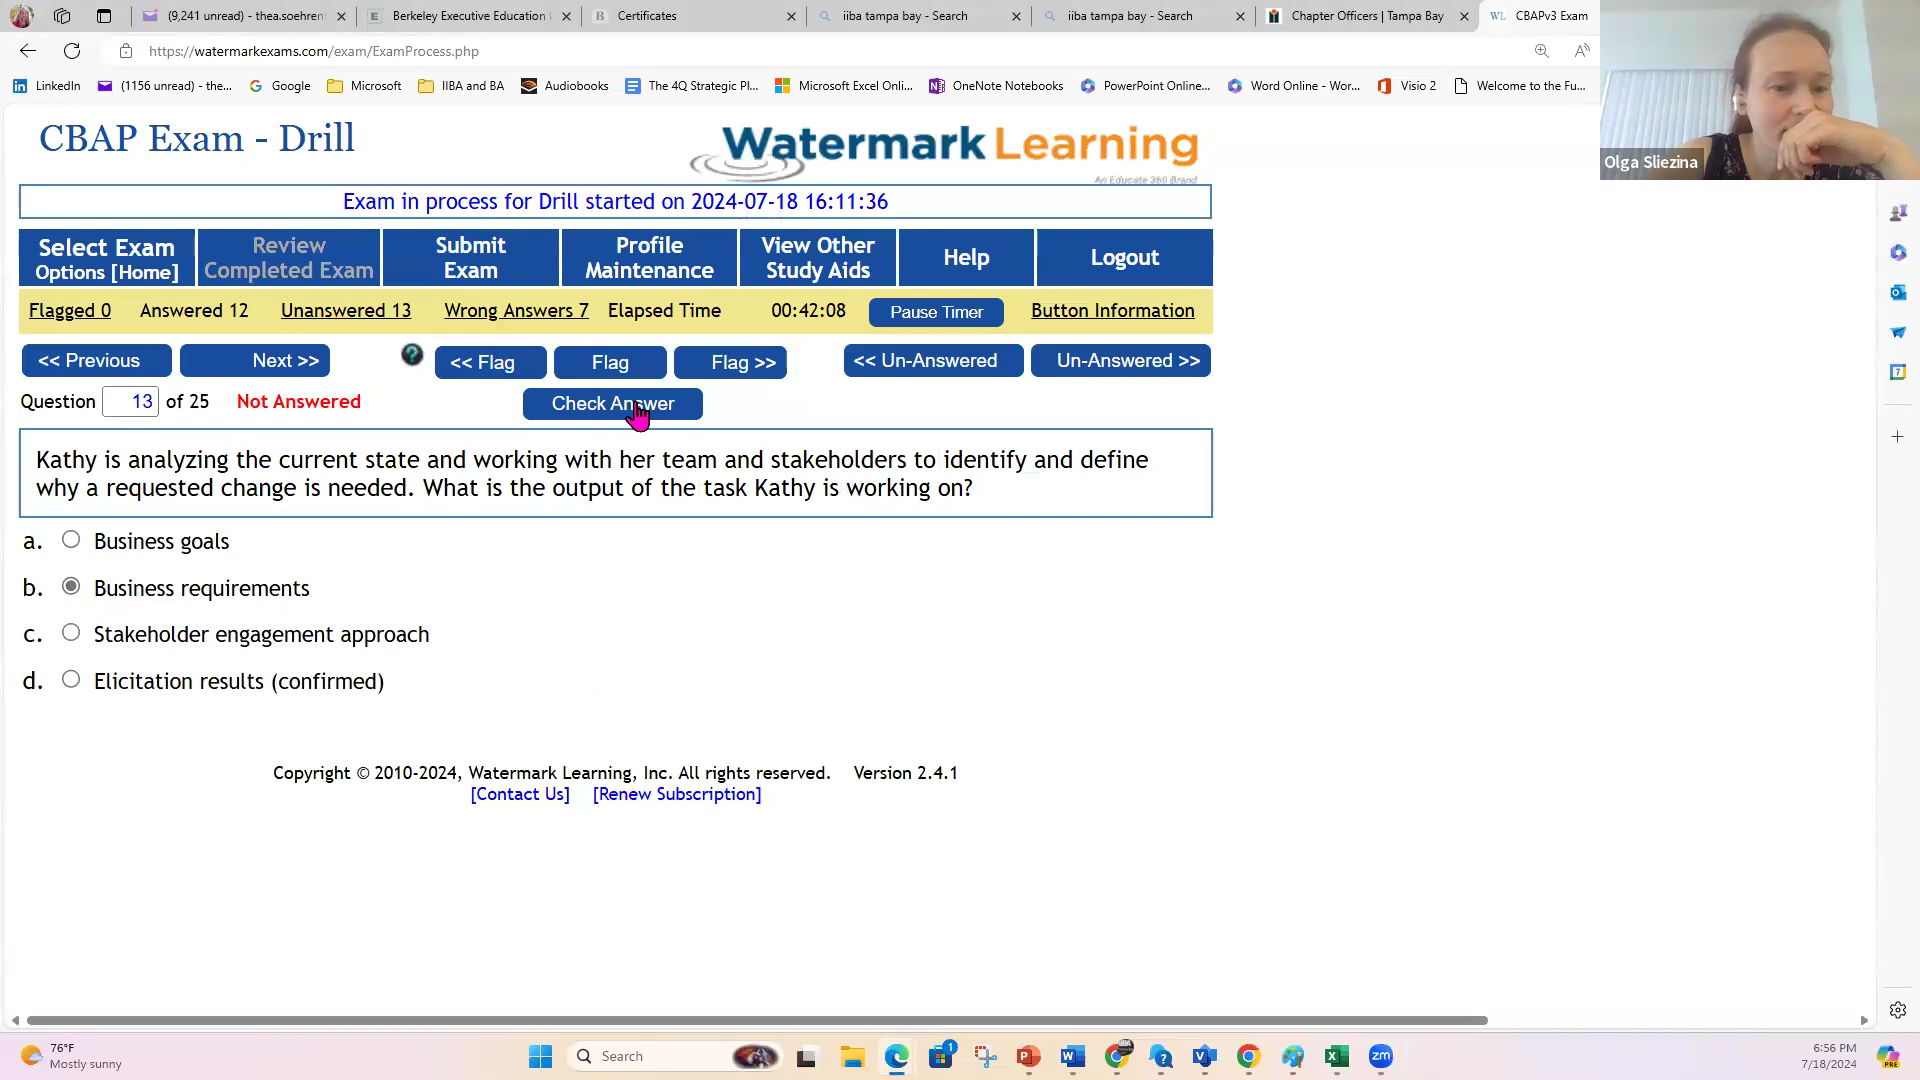 (9,241 unread) - thea.soehren
Berkeley Executive Education
Certificates
iiba tampa bay - Search
iiba tampa bay - Search
Chapter Officers | Tampa Bay
WL
CBAPv3 Exam
https://watermarkexams.com/exam/ExamProcess.php
LinkedIn
(1156 unread) - the...
Google
Microsoft
IIBA and BA
Audiobooks
The 4Q Strategic Pl...
Microsoft Excel Onli...
OneNote Notebooks
PowerPoint Online...
Word Online - Wor...
Visio 2
Welcome to the Fu...
Olga Sliezina
CBAP Exam - Drill
Watermark Learning
An Educate 360 Brand
Exam in process for Drill started on 2024-07-18 16:11:36
Select Exam
Options [Home]
Review
Completed Exam
Submit
Exam
Profile
Maintenance
View Other
Study Aids
Help
Logout
Flagged 0
Answered 12
Unanswered 13
Wrong Answers 7
Elapsed Time
00:42:08
Pause Timer
Button Information
<< Previous
Next >>
?
<< Flag
Flag
Flag >>
<< Un-Answered
Un-Answered >>
Question 13 of 25
Not Answered
Check Answer
Kathy is analyzing the current state and working with her team and stakeholders to identify and define
why a requested change is needed. What is the output of the task Kathy is working on?
a. Business goals
b. Business requirements
c. Stakeholder engagement approach
d. Elicitation results (confirmed)
Copyright © 2010-2024, Watermark Learning, Inc. All rights reserved. Version 2.4.1
[Contact Us] [Renew Subscription]
76°F
Mostly sunny
Search
1
zm
6:56 PM
7/18/2024